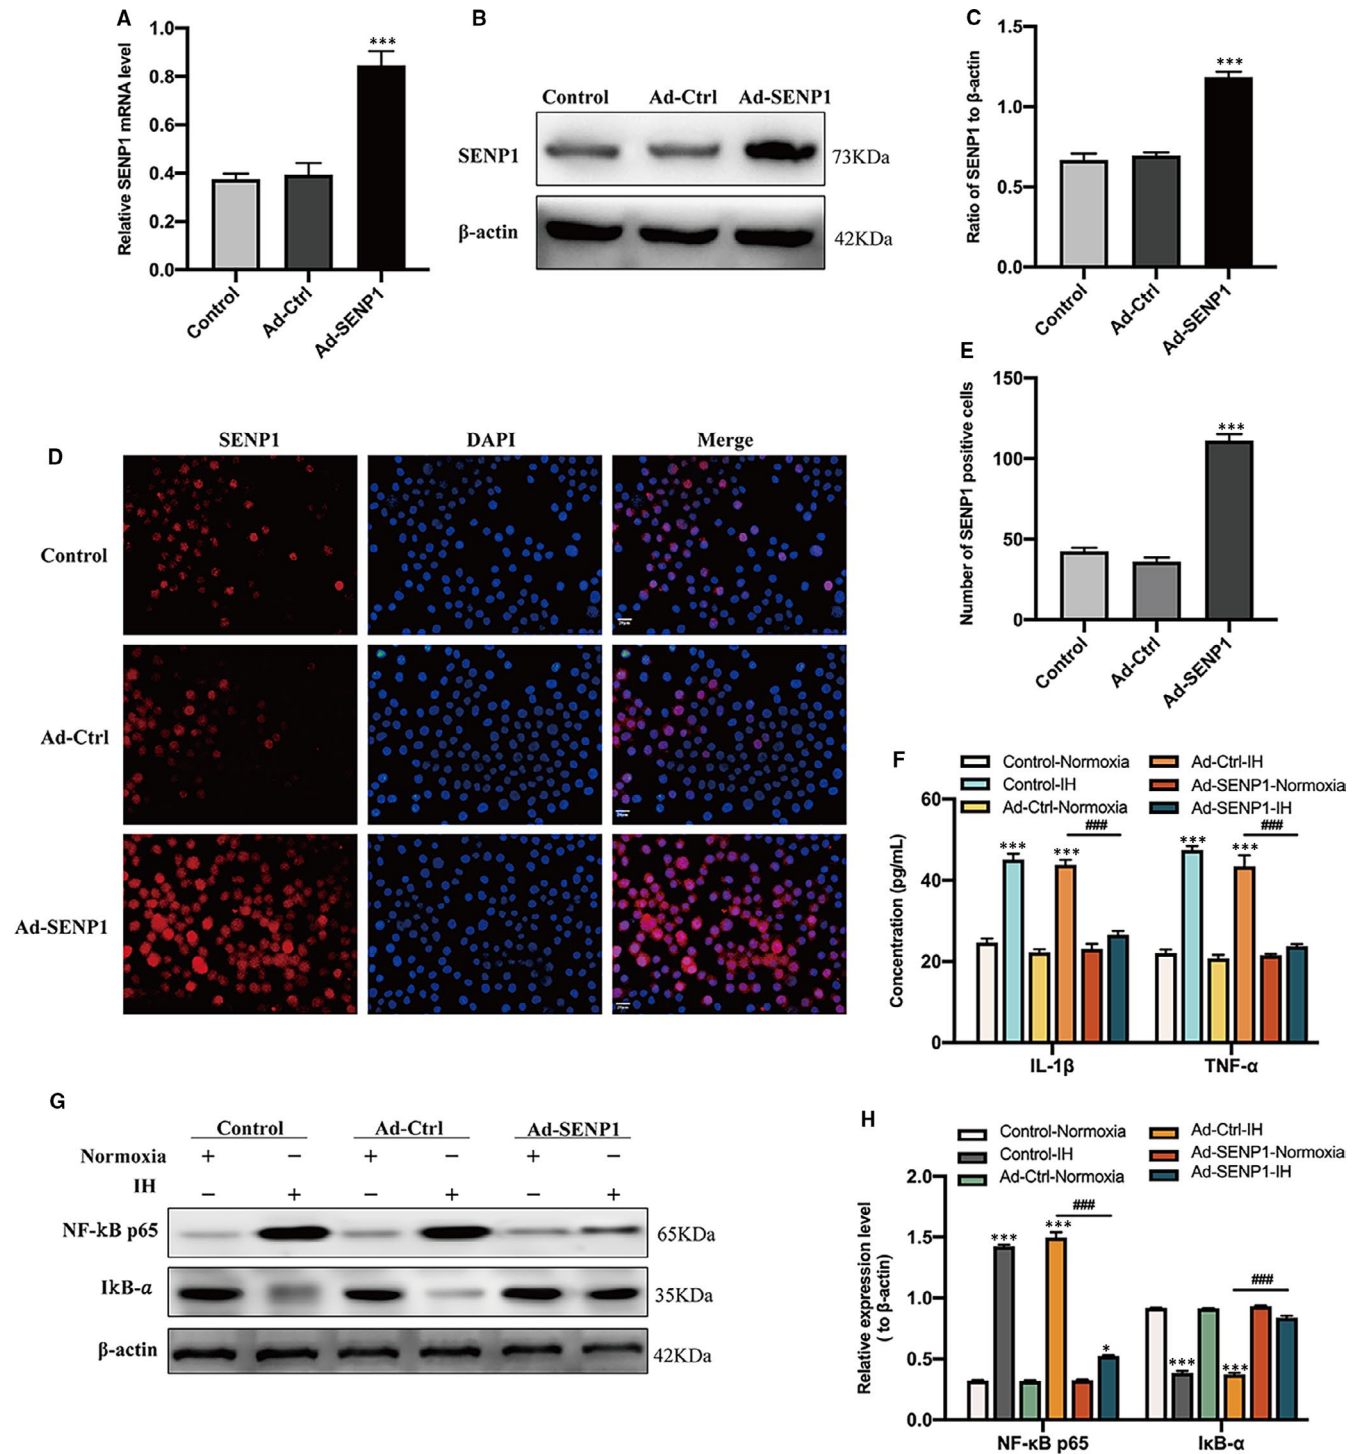 A
Relative SENP1 mRNA level
1.0
0.8
0.6
0.4
0.2
0.0
***
Control
Ad-Ctrl
Ad-SENP1
B
Control Ad-Ctrl Ad-SENP1
SENP1
73KDa
β-actin
42KDa
C
Ratio of SENP1 to β-actin
1.5
1.0
0.5
0.0
***
Control
Ad-Ctrl
Ad-SENP1
D
SENP1 DAPI Merge
Control
Ad-Ctrl
Ad-SENP1
E
Number of SENP1 positive cells
150
100
50
0
***
Control
Ad-Ctrl
Ad-SENP1
F
Control-Normoxia
Control-IH
Ad-Ctrl-Normoxia
Ad-Ctrl-IH
Ad-SENP1-Normoxia
Ad-SENP1-IH
Concentration (pg/mL)
60
40
20
0
***
***
###
***
***
###
IL-1β
TNF-α
G
Control Ad-Ctrl Ad-SENP1
Normoxia + − + − + −
IH − + − + − +
NF-kB p65
65KDa
IkB-α
35KDa
β-actin
42KDa
H
Control-Normoxia
Control-IH
Ad-Ctrl-Normoxia
Ad-Ctrl-IH
Ad-SENP1-Normoxia
Ad-SENP1-IH
Relative expression level
( to β-actin)
2.0
1.5
1.0
0.5
0.0
***
***
###
*
***
***
###
NF-κB p65
IκB-α